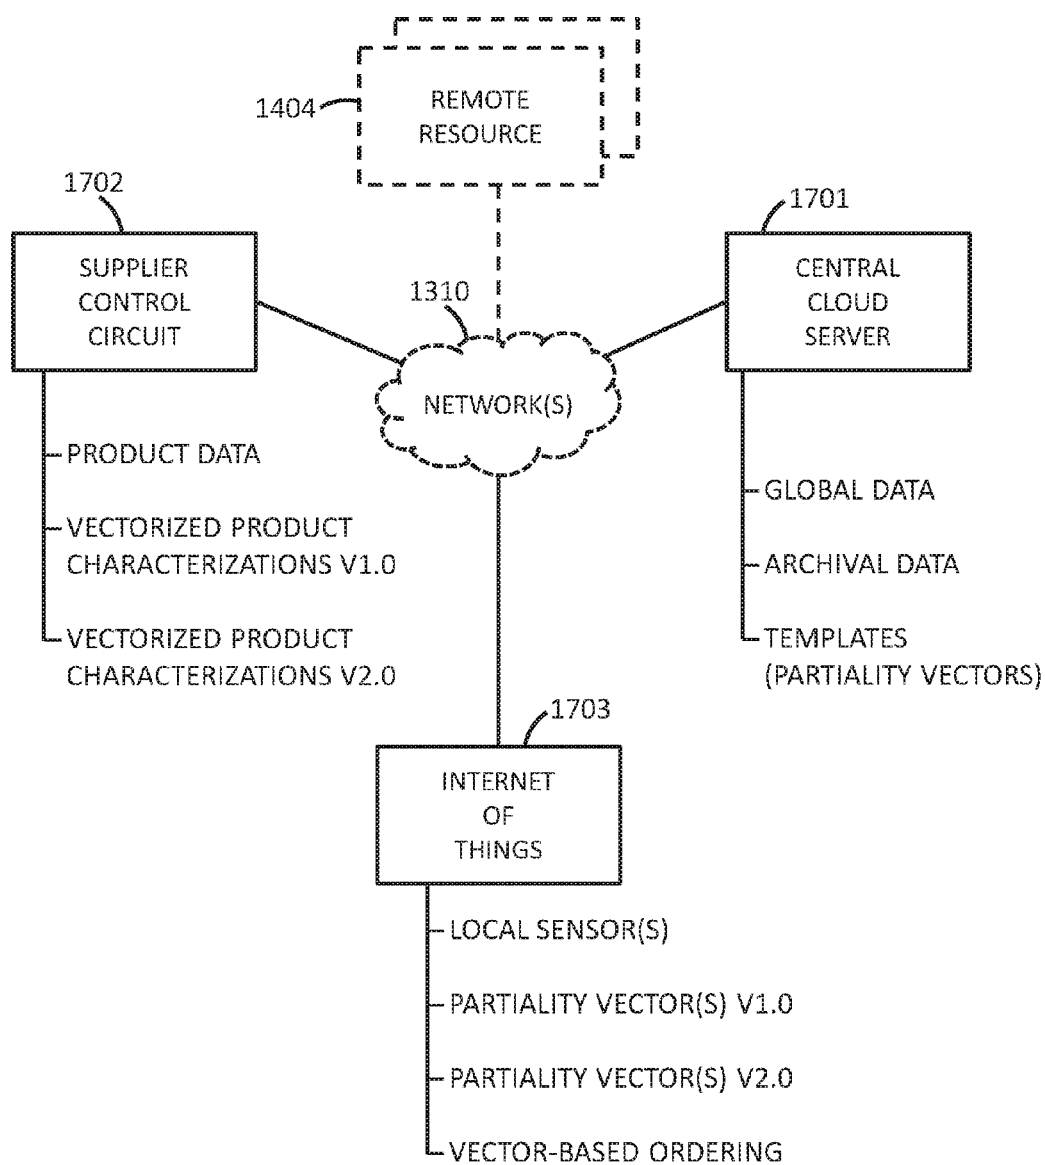 REMOTE
RESOURCE
1404
1702
SUPPLIER
CONTROL
CIRCUIT
1701
CENTRAL
CLOUD
SERVER
1310
NETWORK(S)
PRODUCT DATA
VECTORIZED PRODUCT
CHARACTERIZATIONS V1.0
VECTORIZED PRODUCT
CHARACTERIZATIONS V2.0
GLOBAL DATA
ARCHIVAL DATA
TEMPLATES
(PARTIALITY VECTORS)
1703
INTERNET
OF
THINGS
LOCAL SENSOR(S)
PARTIALITY VECTOR(S) V1.0
PARTIALITY VECTOR(S) V2.0
VECTOR-BASED ORDERING